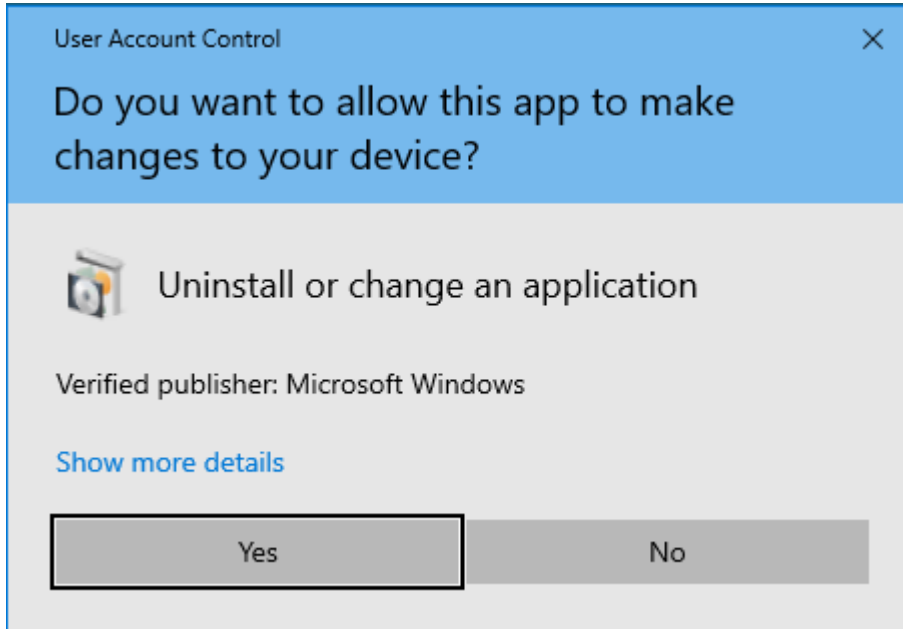 User Account Control
Do you want to allow this app to make
changes to your device?
Uninstall or change an application
Verified publisher: Microsoft Windows
Show more details
Yes
No